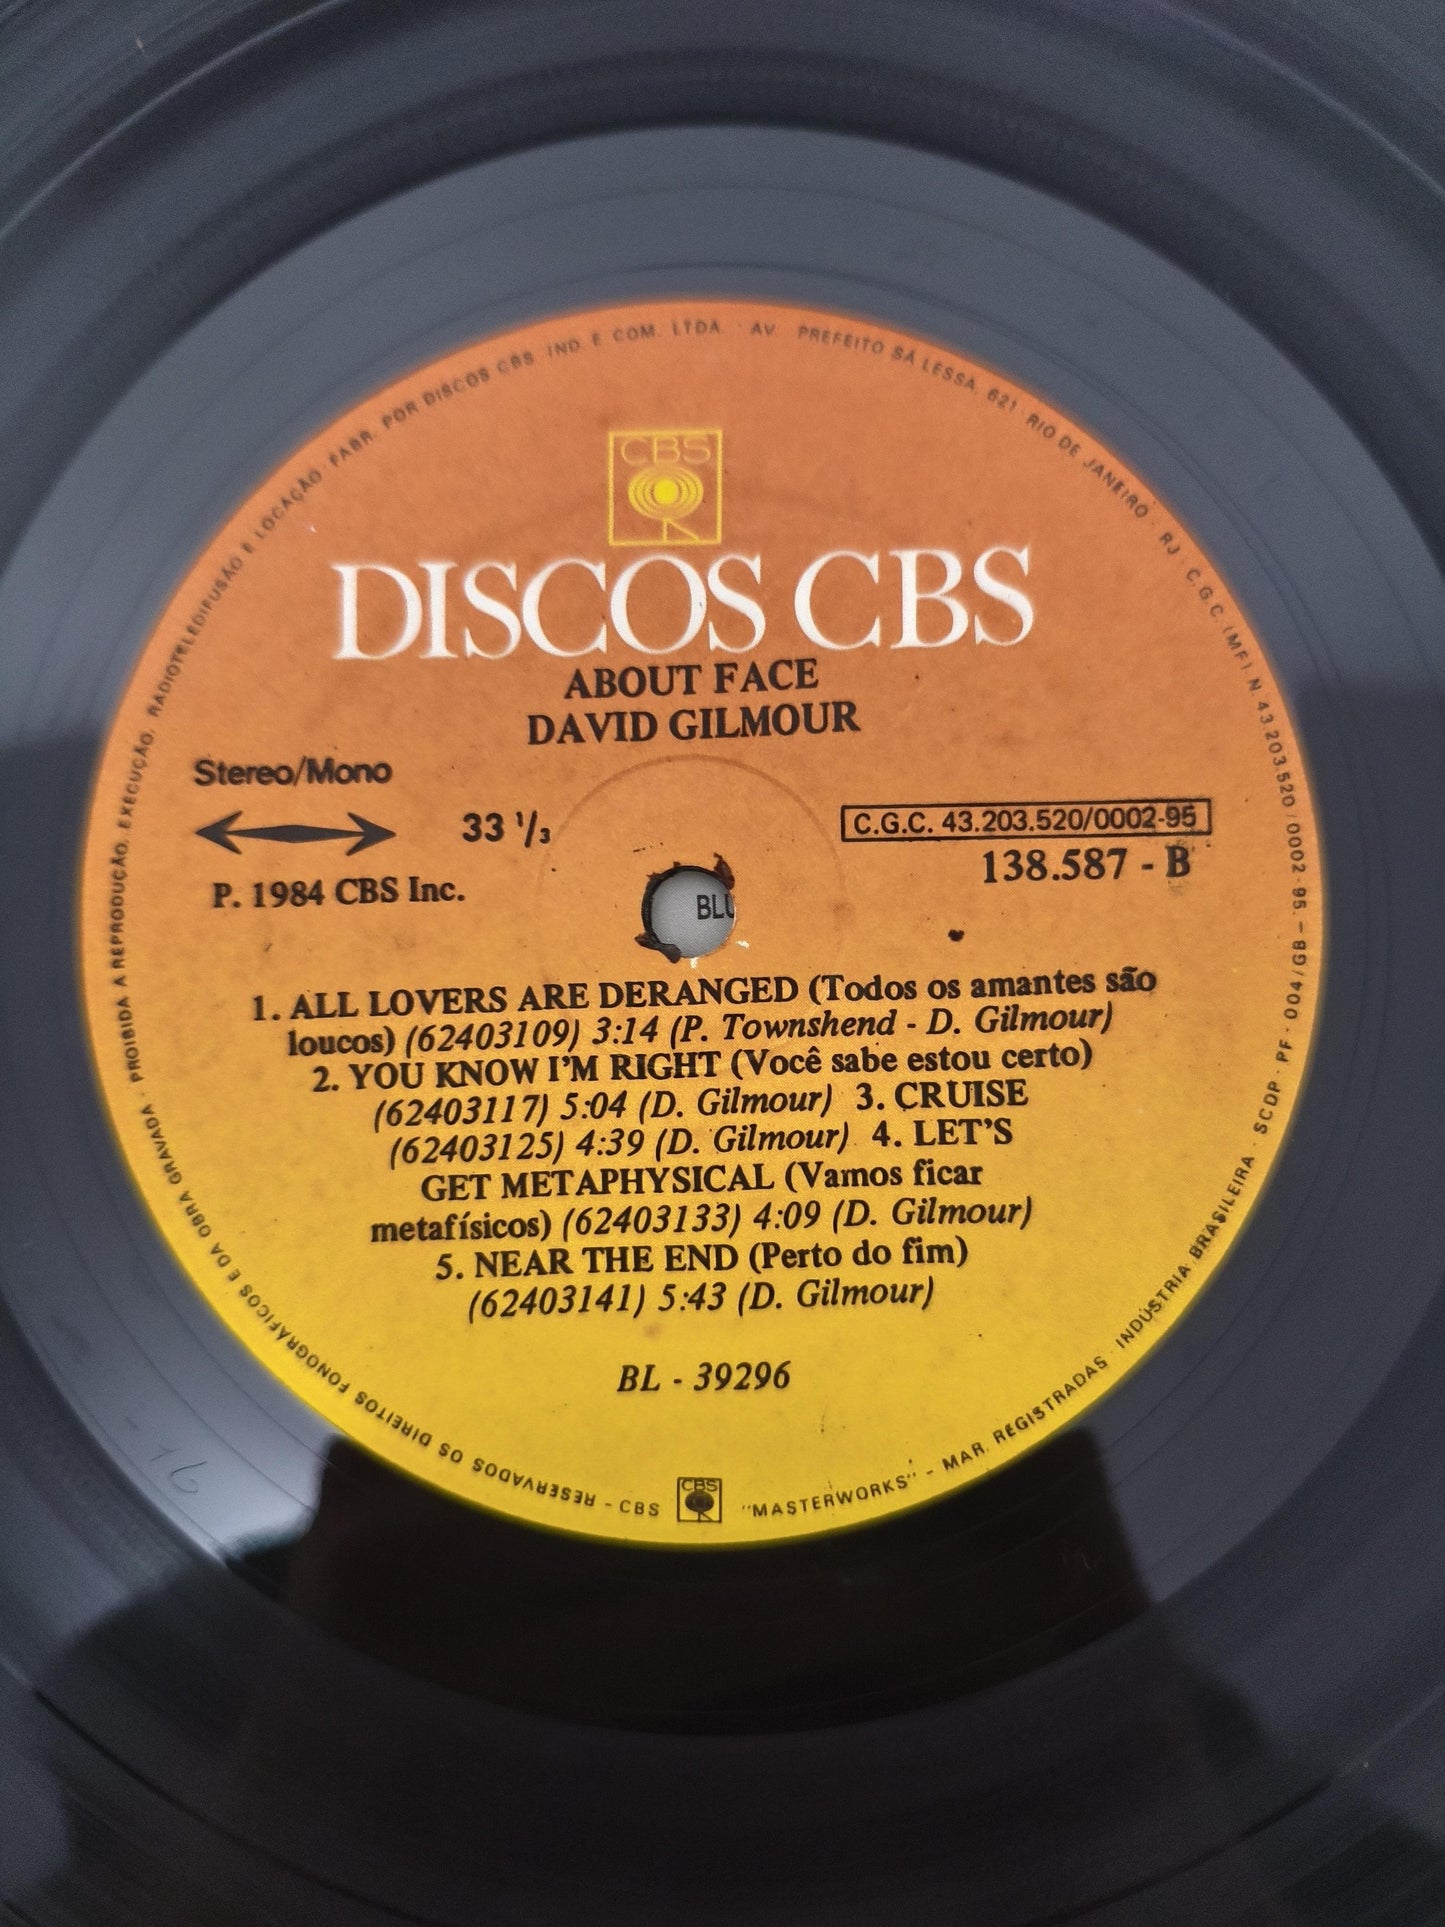 PROIBIDA A REPRODUÇÃO, EXECUÇÃO, RADIOTELEDIFUSÃO E LOCAÇÃO. FABR. POR DISCOS CBS IND. E COM. LTDA. · AV. PREFEITO SÁ LESSA, 621 · RIO DE JANEIRO · RJ · C.G.C. (MF) N. 43.203.520/0002-95
CBS
DISCOS CBS
ABOUT FACE
DAVID GILMOUR
Stereo/Mono
33 1/3
C.G.C. 43.203.520/0002-95
138.587 - B
P. 1984 CBS Inc.
BLU
1. ALL LOVERS ARE DERANGED (Todos os amantes são
loucos) (62403109) 3:14 (P. Townshend - D. Gilmour)
2. YOU KNOW I'M RIGHT (Você sabe estou certo)
(62403117) 5:04 (D. Gilmour) 3. CRUISE
(62403125) 4:39 (D. Gilmour) 4. LET'S
GET METAPHYSICAL (Vamos ficar
metafísicos) (62403133) 4:09 (D. Gilmour)
5. NEAR THE END (Perto do fim)
(62403141) 5:43 (D. Gilmour)
BL - 39296
RESERVADOS OS DIREITOS FONOGRÁFICOS E DA OBRA GRAVADA ·
- CBS
CBS
"MASTERWORKS" - MAR. REGISTRADAS · INDÚSTRIA BRASILEIRA · SCDP · PF · 004/GB -